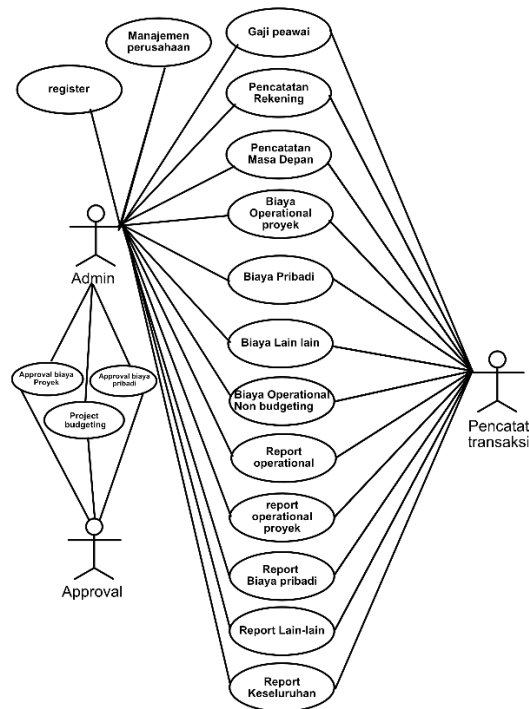 Manajemen
perusahaan
register
Gaji peawai
Pencatatan
Rekening
Pencatatan
Masa Depan
Biaya
Operational
proyek
Admin
Biaya Pribadi
Biaya Lain lain
Approval biaya
Proyek
Approval biaya
pribadi
Project
budgeting
Biaya Operational
Non budgeting
Pencatat
transaksi
Report
operational
report
operational
proyek
Approval
Report
Biaya pribadi
Report Lain-lain
Report
Keseluruhan